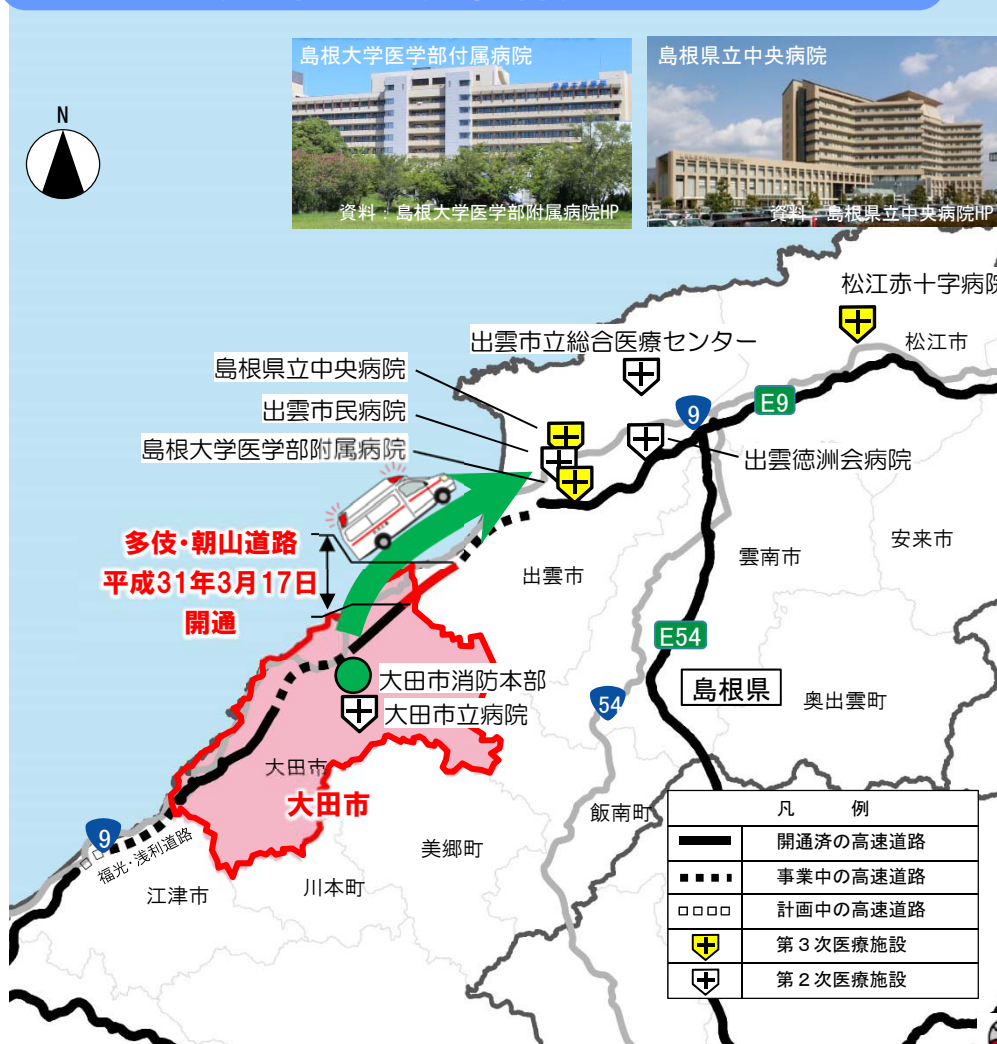 島根大学医学部付属病院
資料：島根大学医学部附属病院HP
島根県立中央病院
資料：島根県立中央病院HP
N
松江赤十字病院
松江市
出雲市立総合医療センター
島根県立中央病院
E9
9
出雲市民病院
島根大学医学部附属病院
出雲徳洲会病院
多伎・朝山道路
平成31年3月17日
開通
出雲市
雲南市
安来市
E54
大田市消防本部
島根県
54
奥出雲町
大田市立病院
大田市
大田市
飯南町
9
福光・浅利道路
美郷町
川本町
江津市
凡 例
開通済の高速道路
事業中の高速道路
計画中の高速道路
第３次医療施設
第２次医療施設